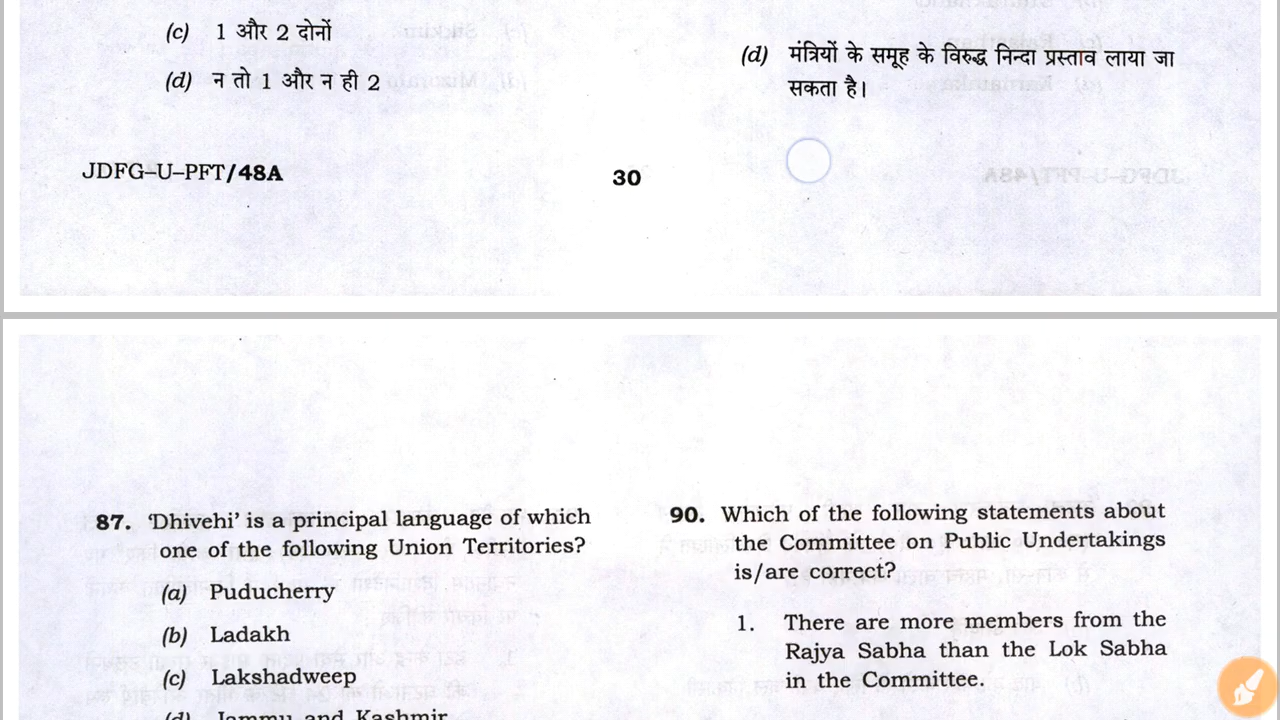 (c) 1 और 2 दोनों
(d) न तो 1 और न ही 2
(d) मंत्रियों के समूह के विरुद्ध निन्दा प्रस्ताव लाया जा
सकता है।
JDFG–U–PFT/48A
30
87. 'Dhivehi' is a principal language of which
one of the following Union Territories?
(a) Puducherry
(b) Ladakh
(c) Lakshadweep
(d) Jammu and Kashmir
90. Which of the following statements about
the Committee on Public Undertakings
is/are correct?
1. There are more members from the
Rajya Sabha than the Lok Sabha
in the Committee.